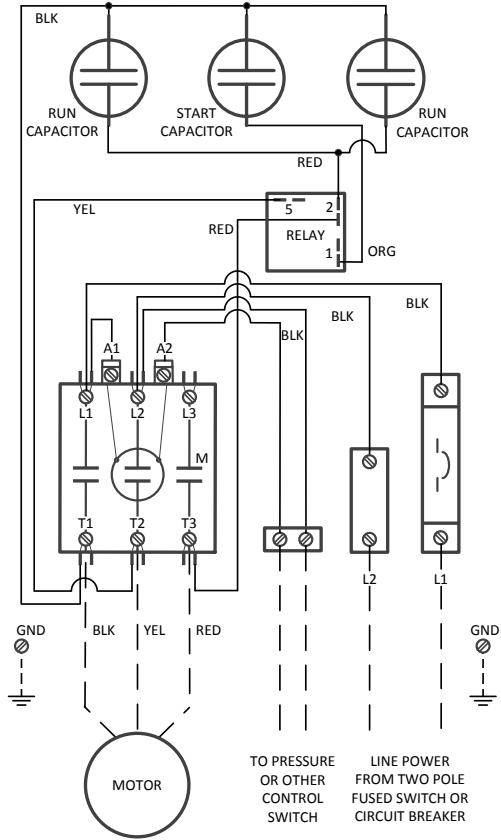 BLK
RUN
CAPACITOR
START
CAPACITOR
RUN
CAPACITOR
RED
YEL
5
2
RED
RELAY
1
ORG
BLK
BLK
BLK
A1
A2
L1
L2
L3
M
T1
T2
T3
L2
L1
GND
BLK
YEL
RED
GND
MOTOR
TO PRESSURE
OR OTHER
CONTROL
SWITCH
LINE POWER
FROM TWO POLE
FUSED SWITCH OR
CIRCUIT BREAKER